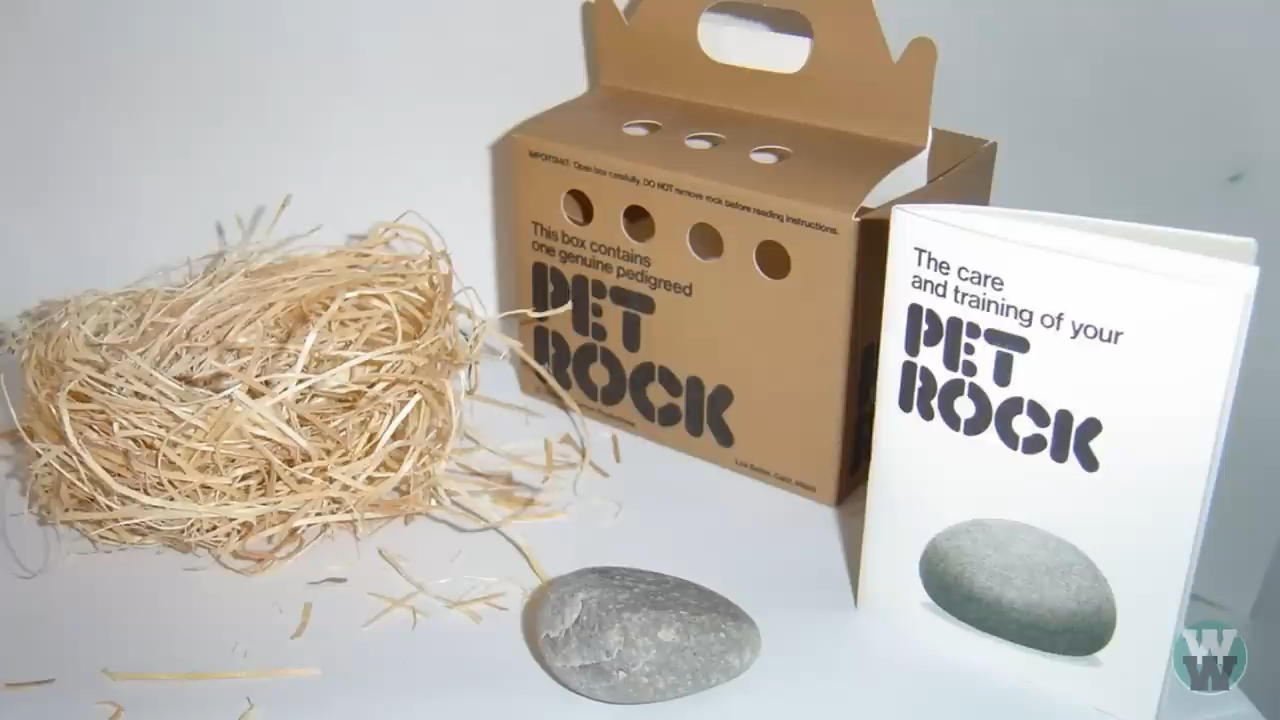 IMPORTANT: Open box carefully. DO NOT remove rock before reading instructions.
This box contains
one genuine pedigreed
PET
ROCK
The care
and training of your
PET
ROCK
W
W